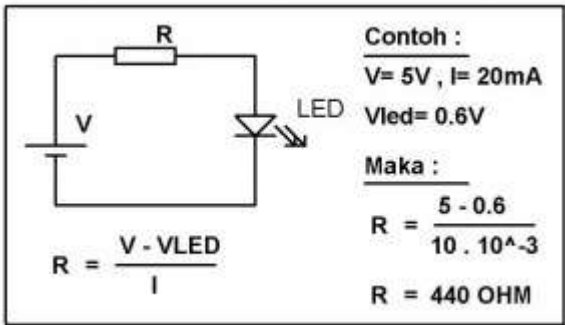 R
V
LED
R = V - VLED / I
Contoh :
V= 5V , I= 20mA
Vled= 0.6V
Maka :
R = 5 - 0.6 / 10 . 10^-3
R = 440 OHM